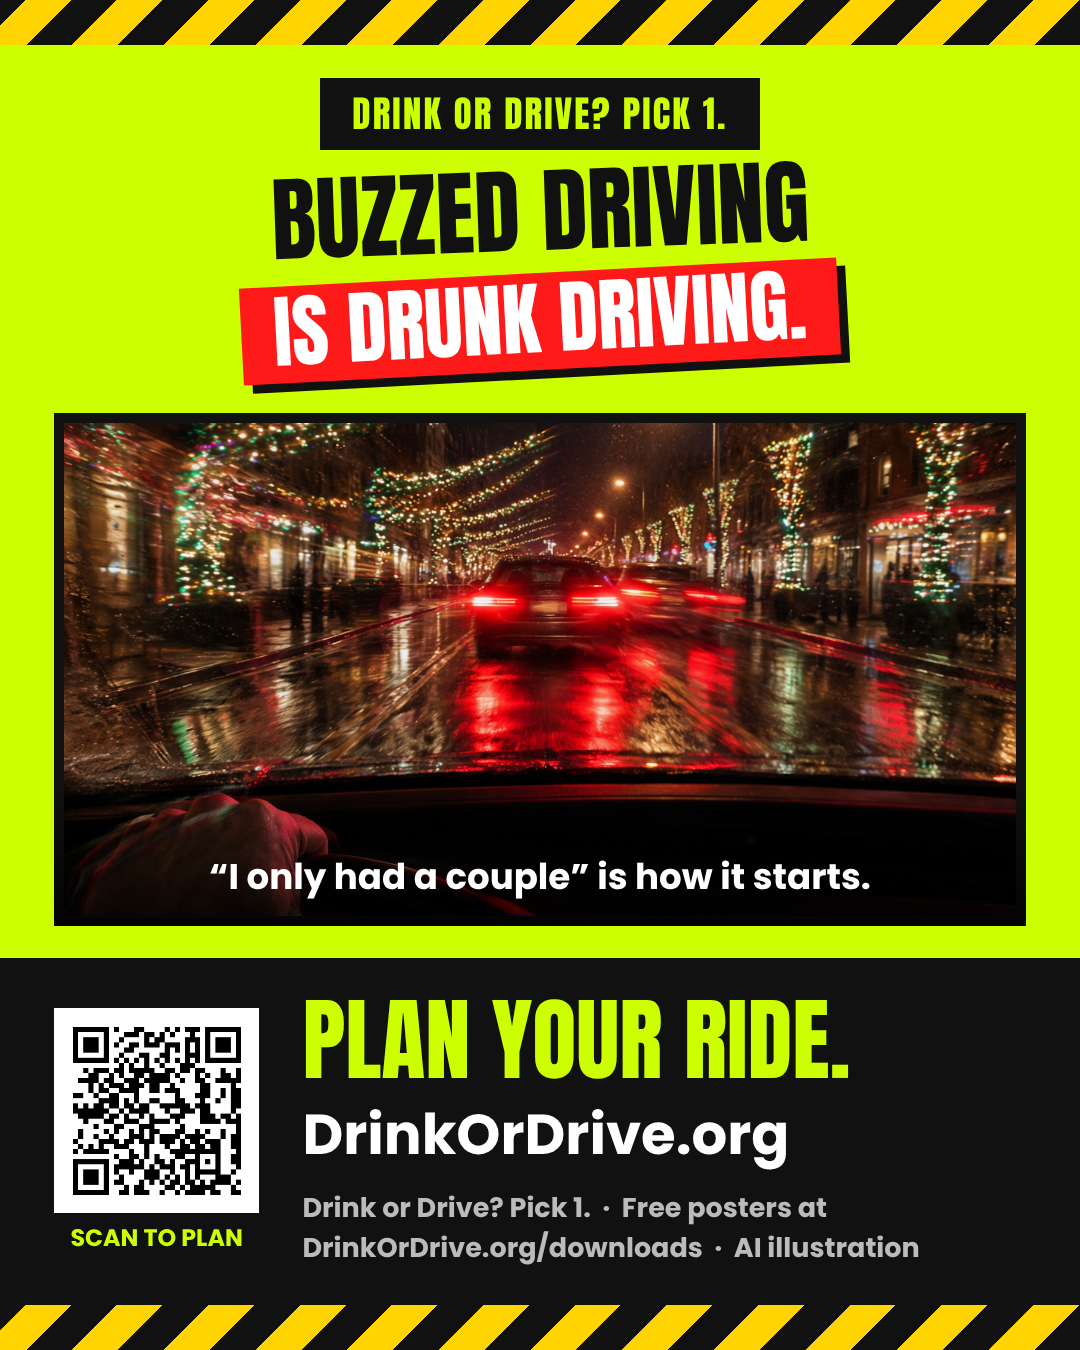 DRINK OR DRIVE? PICK 1.
BUZZED DRIVING
IS DRUNK DRIVING.
“I only had a couple” is how it starts.
PLAN YOUR RIDE.
DrinkOrDrive.org
Drink or Drive? Pick 1. · Free posters at
DrinkOrDrive.org/downloads · AI illustration
SCAN TO PLAN